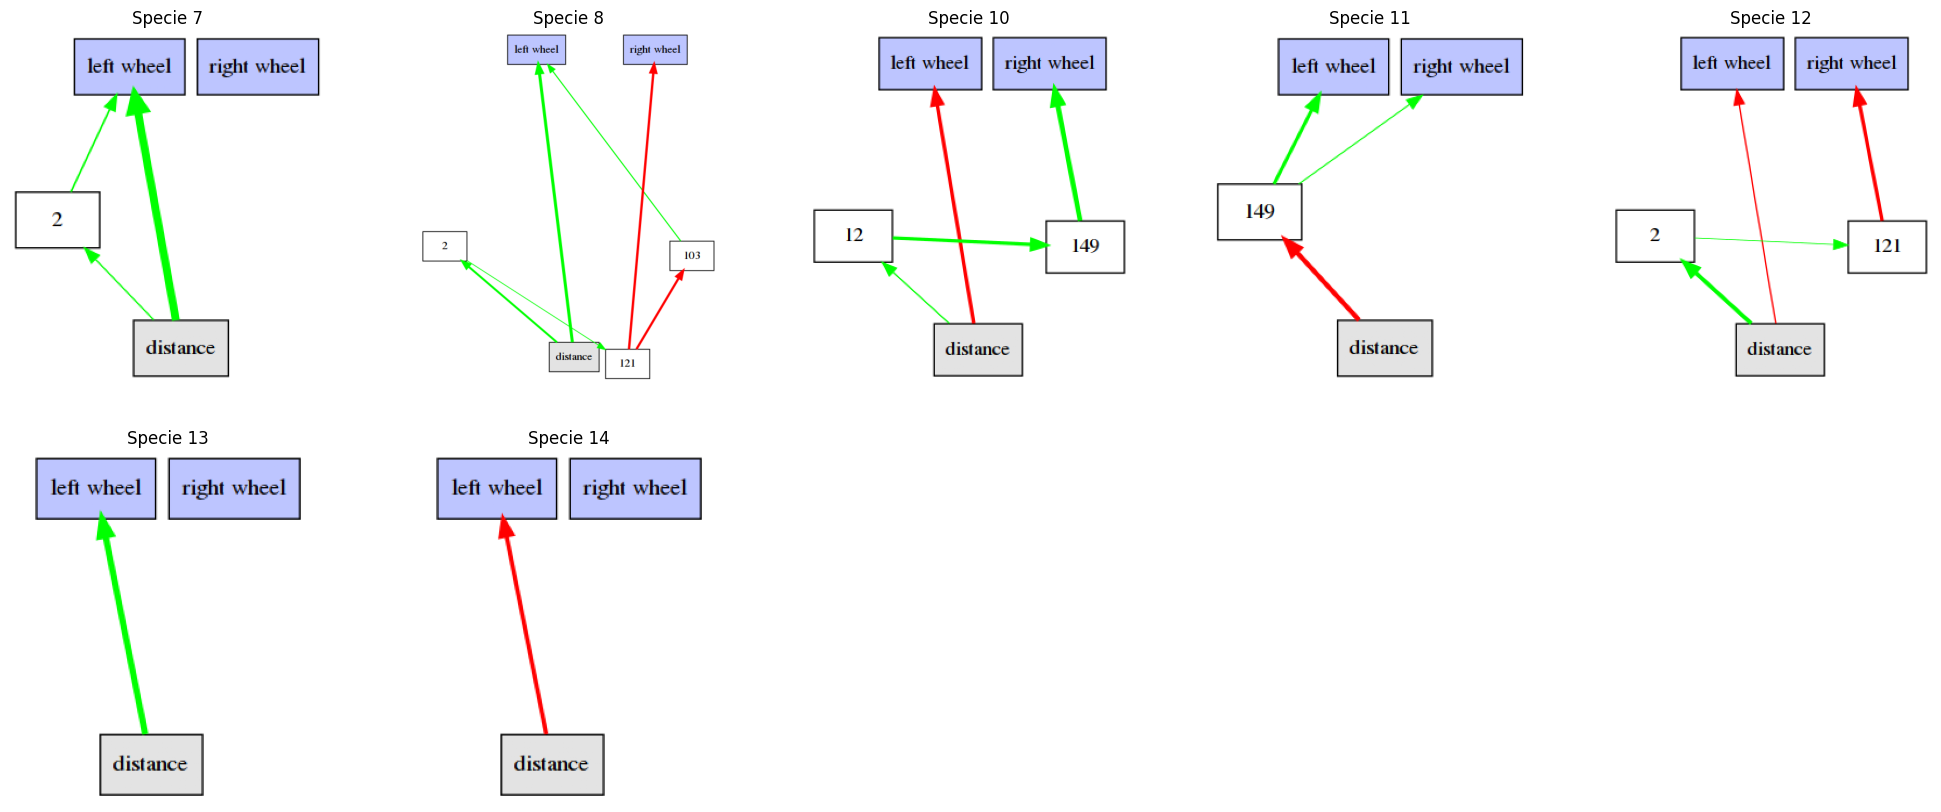 Specie 7
left wheel
right wheel
2
distance
Specie 8
left wheel
right wheel
2
103
distance
121
Specie 10
left wheel
right wheel
12
149
distance
Specie 11
left wheel
right wheel
149
distance
Specie 12
left wheel
right wheel
2
121
distance
Specie 13
left wheel
right wheel
distance
Specie 14
left wheel
right wheel
distance